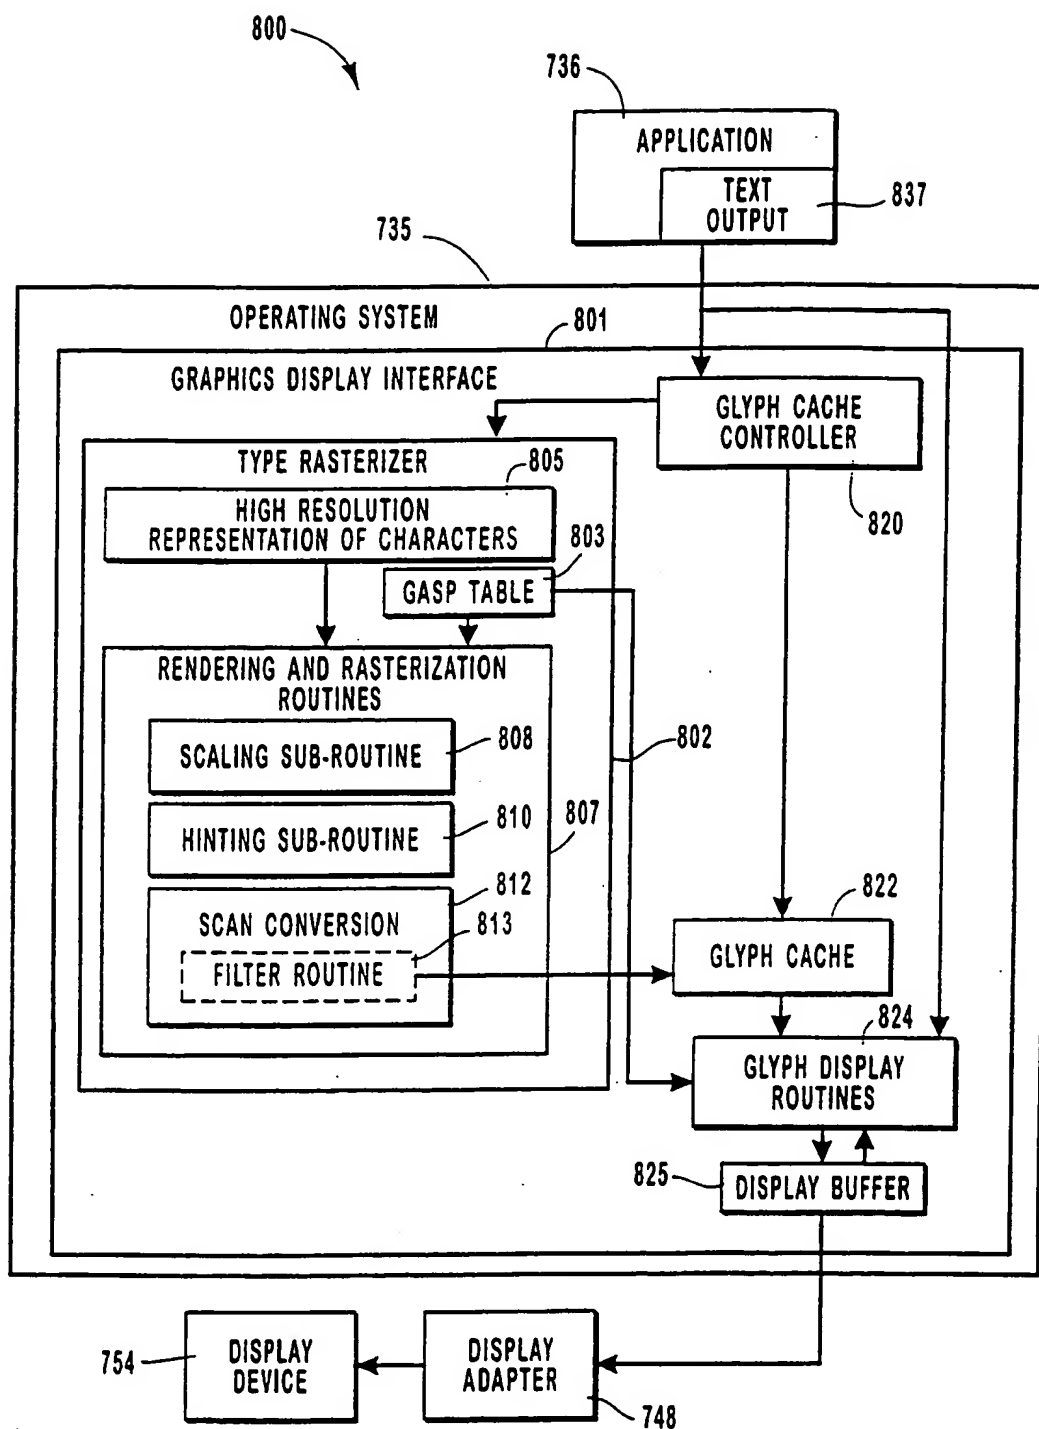 800
736
APPLICATION
TEXT
OUTPUT
837
735
OPERATING SYSTEM
801
GRAPHICS DISPLAY INTERFACE
GLYPH CACHE
CONTROLLER
820
TYPE RASTERIZER
805
HIGH RESOLUTION
REPRESENTATION OF CHARACTERS
803
GASP TABLE
RENDERING AND RASTERIZATION
ROUTINES
SCALING SUB-ROUTINE
808
802
HINTING SUB-ROUTINE
810
807
812
SCAN CONVERSION
813
FILTER ROUTINE
822
GLYPH CACHE
824
GLYPH DISPLAY
ROUTINES
825
DISPLAY BUFFER
754
DISPLAY
DEVICE
DISPLAY
ADAPTER
748